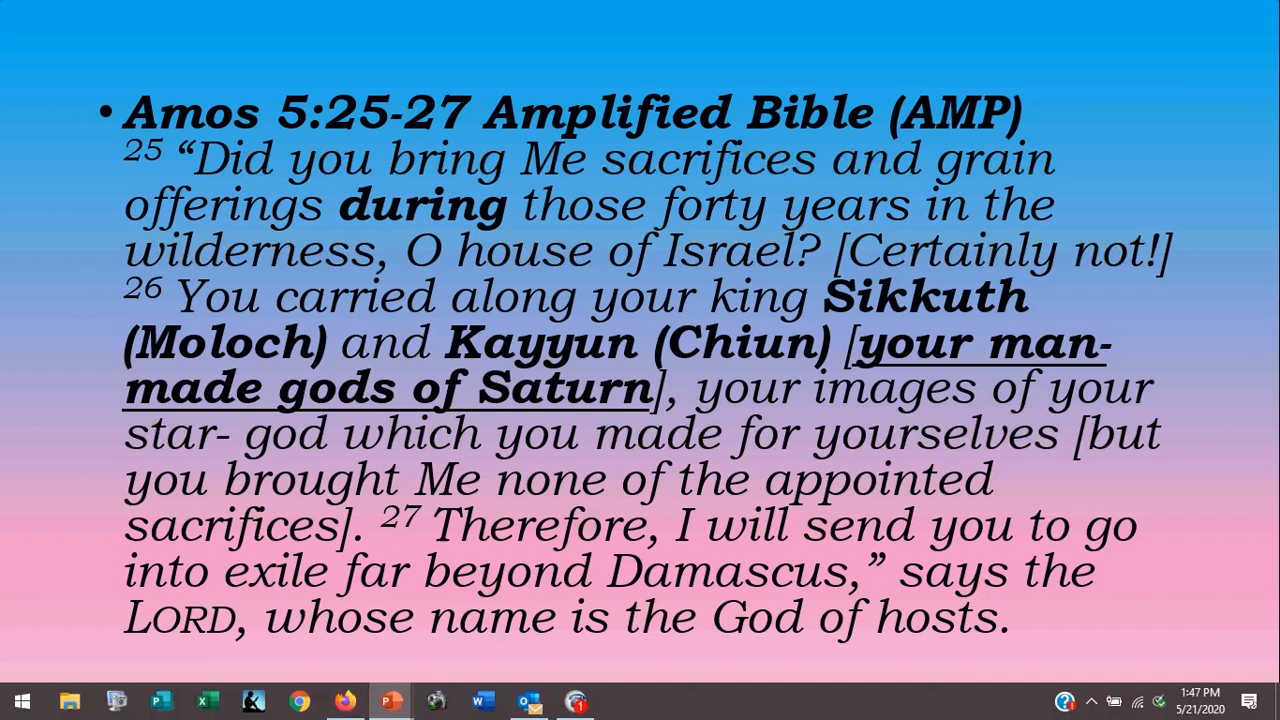 • Amos 5:25-27 Amplified Bible (AMP)
25 “Did you bring Me sacrifices and grain
offerings during those forty years in the
wilderness, O house of Israel? [Certainly not!]
26 You carried along your king Sikkuth
(Moloch) and Kayyun (Chiun) [your man-
made gods of Saturn], your images of your
star- god which you made for yourselves [but
you brought Me none of the appointed
sacrifices]. 27 Therefore, I will send you to go
into exile far beyond Damascus,” says the
LORD, whose name is the God of hosts.
1:47 PM
5/21/2020